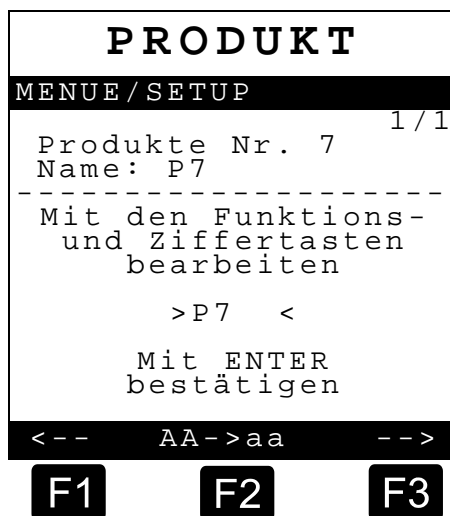 PRODUKT
MENUE/SETUP
1/1
Produkte Nr. 7
Name: P7
---------------------
Mit den Funktions-
und Ziffertasten
bearbeiten
>P7  <
Mit ENTER
bestätigen
<-- AA->aa -->
F1 F2 F3